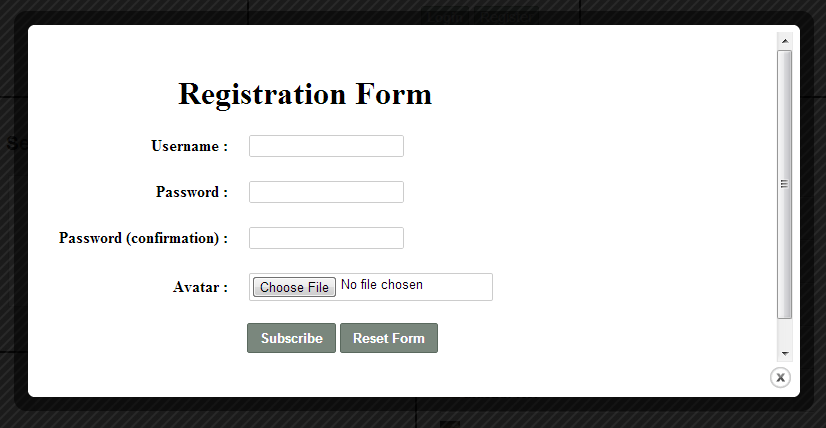 Registration Form
Username :
Password :
Password (confirmation) :
Avatar : Choose File No file chosen
Subscribe Reset Form